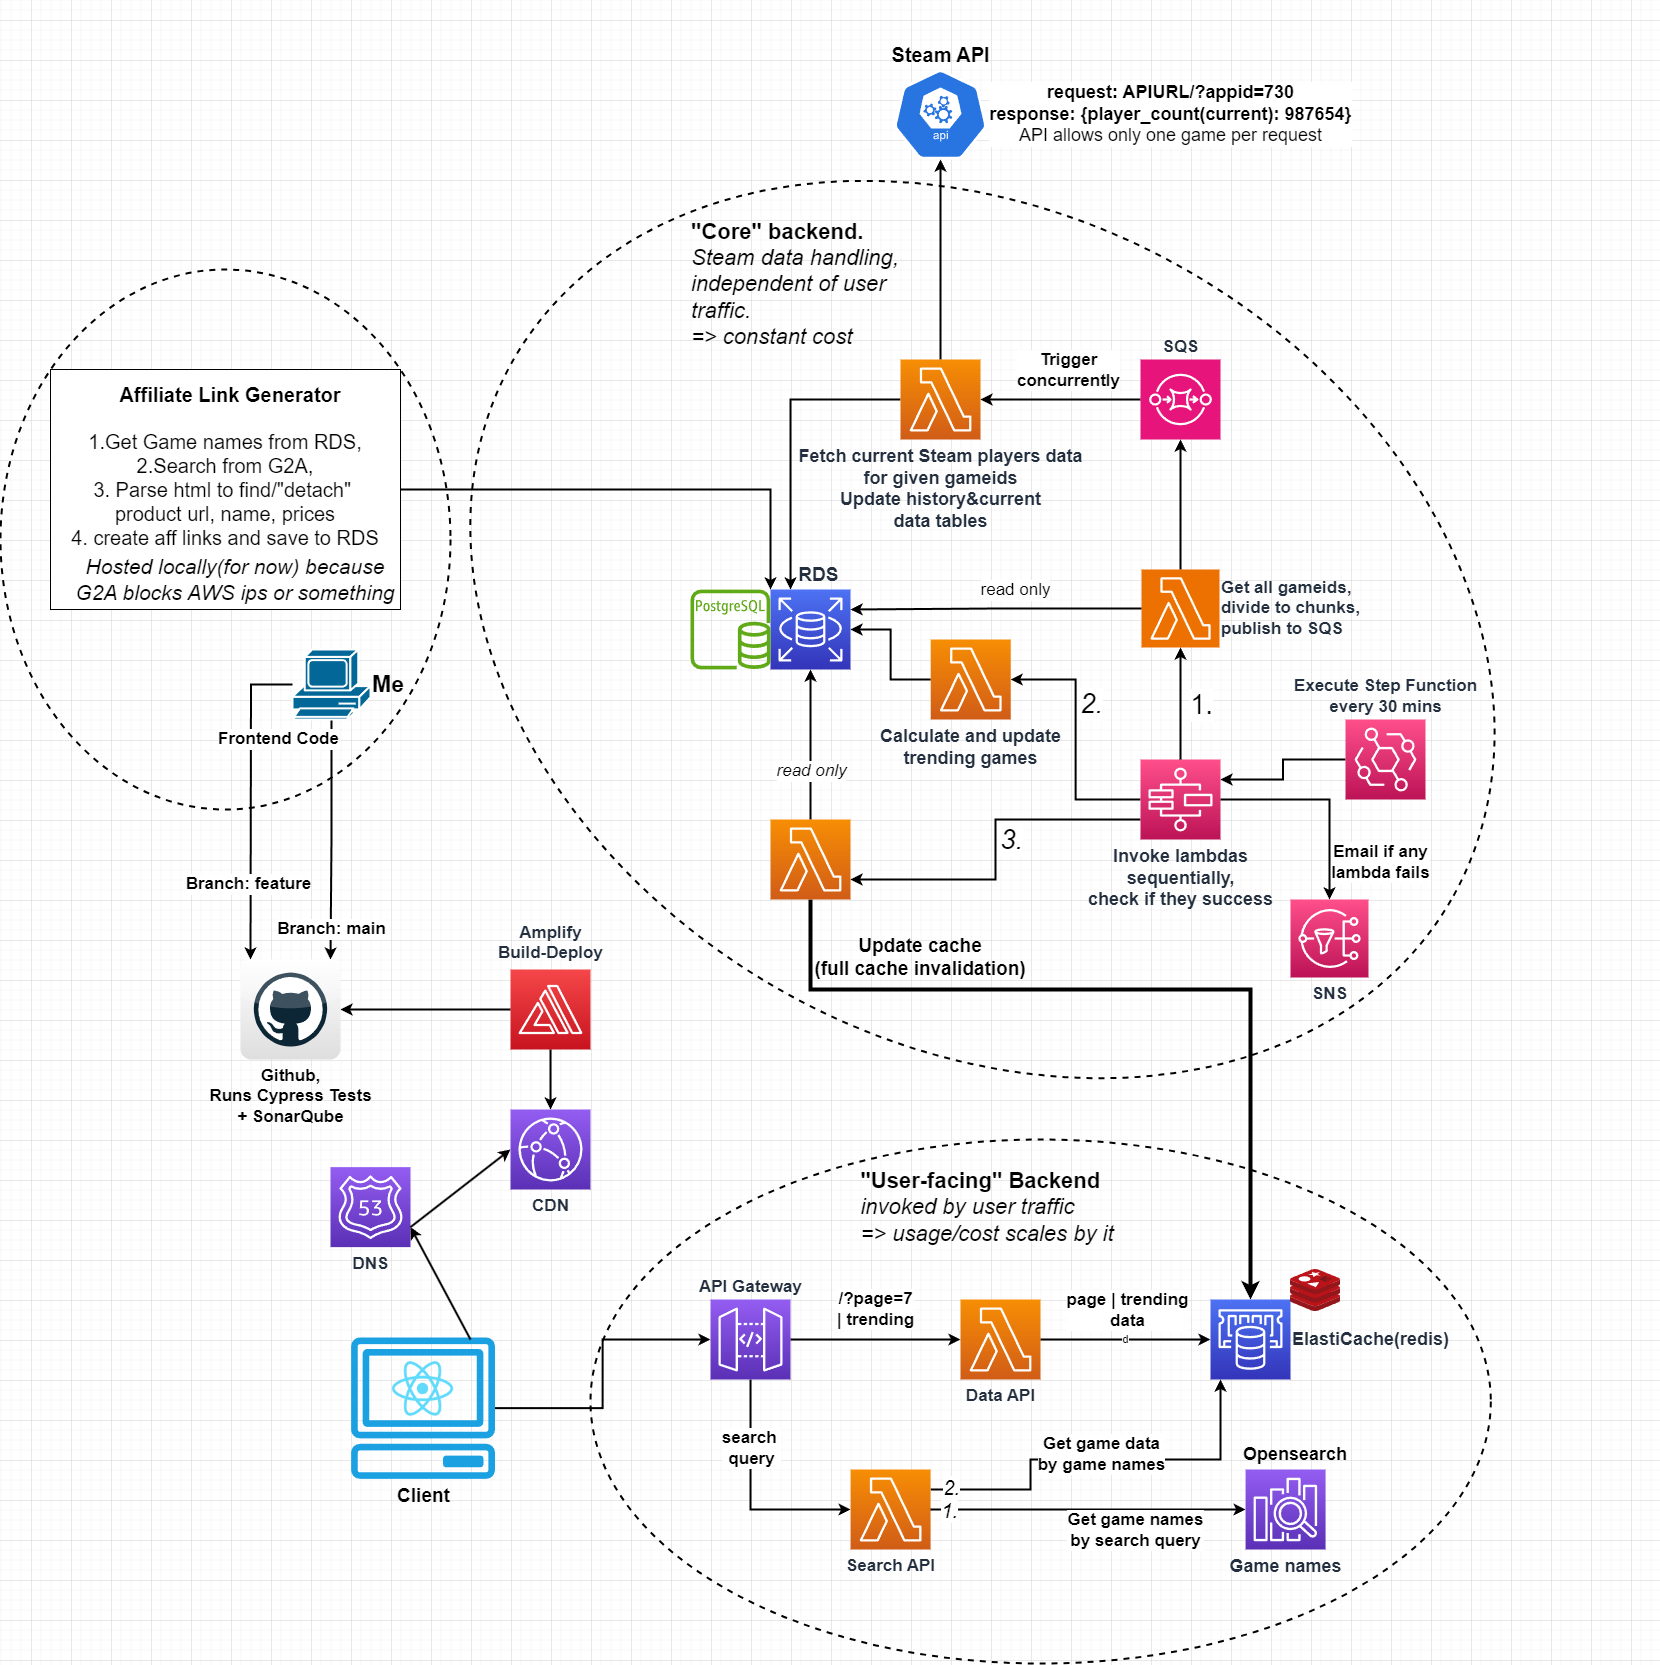 Steam API
api
request: APIURL/?appid=730
response: {player_count(current): 987654}
API allows only one game per request
"Core" backend.
Steam data handling,
independent of user
traffic.
=> constant cost
Affiliate Link Generator
1.Get Game names from RDS,
2.Search from G2A,
3. Parse html to find/"detach"
product url, name, prices
4. create aff links and save to RDS
Hosted locally(for now) because
G2A blocks AWS ips or something
Trigger
concurrently
SQS
Fetch current Steam players data
for given gameids
Update history&current
data tables
RDS
PostgreSQL
read only
Get all gameids,
divide to chunks,
publish to SQS
Me
Frontend Code
Calculate and update
trending games
2.
1.
Execute Step Function
every 30 mins
read only
3.
Invoke lambdas
sequentially,
check if they success
Email if any
lambda fails
SNS
Branch: feature
Branch: main
Amplify
Build-Deploy
Update cache
(full cache invalidation)
Github,
Runs Cypress Tests
+ SonarQube
53
DNS
CDN
"User-facing" Backend
invoked by user traffic
=> usage/cost scales by it
API Gateway
</>
/?page=7
| trending
Data API
page | trending
data
d
ElastiCache(redis)
Client
search
query
Search API
2.
1.
Get game data
by game names
Get game names
by search query
Opensearch
Game names